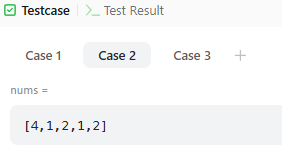 Testcase Test Result
Case 1 Case 2 Case 3
nums =
[4,1,2,1,2]